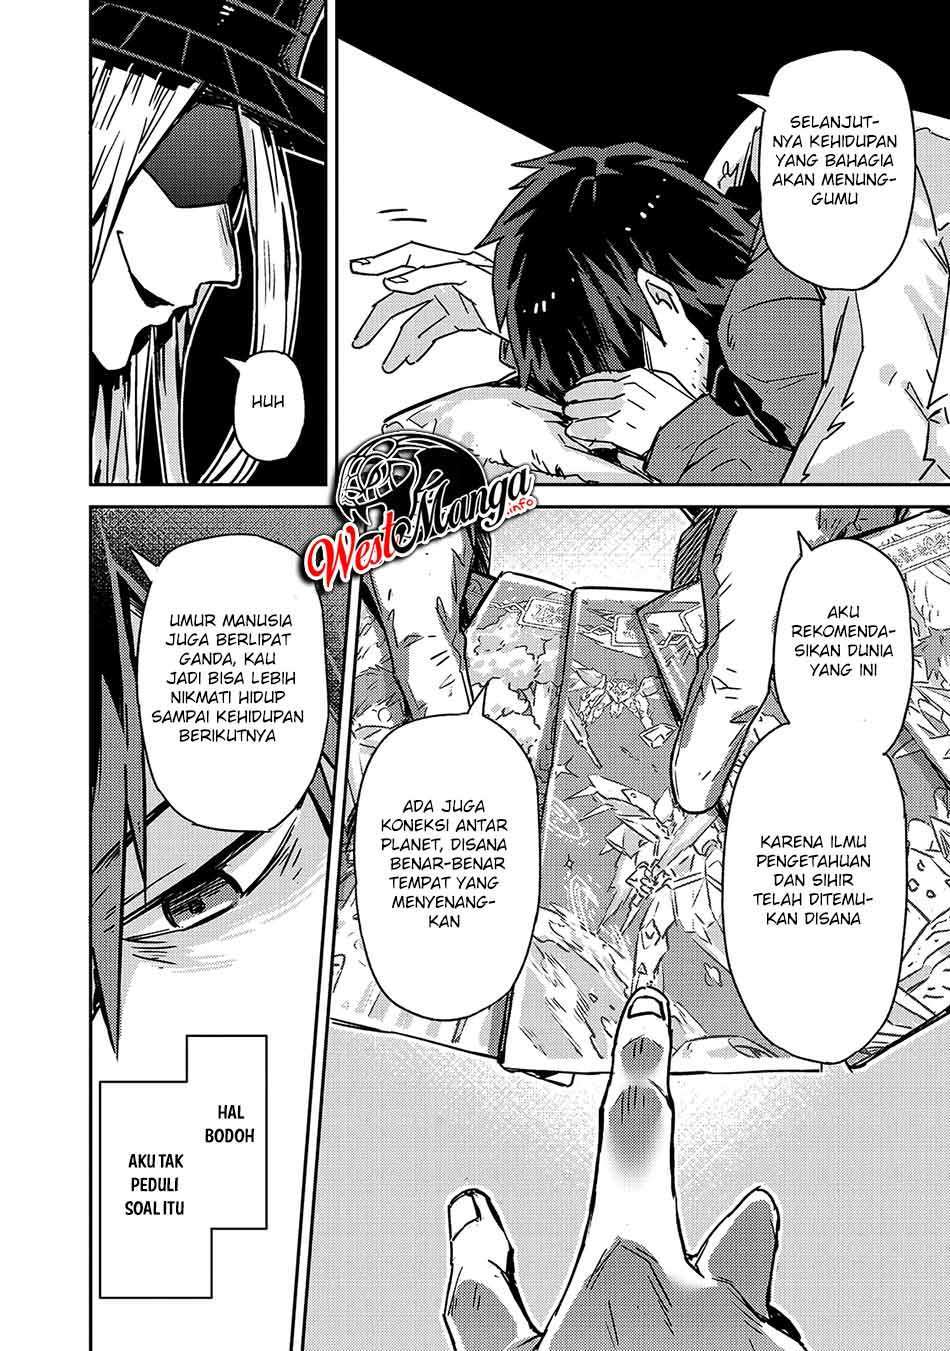 SELANJUT-
NYA KEHIDUPAN
YANG BAHAGIA
AKAN MENUNG-
GUMU
HUH
WestManga
.info
AKU
REKOMENDA-
SIKAN DUNIA
YANG INI
KARENA ILMU
PENGETAHUAN
DAN SIHIR
TELAH DITEMU-
KAN DISANA
ADA JUGA
KONEKSI ANTAR
PLANET, DISANA
BENAR-BENAR
TEMPAT YANG
MENYENANG-
KAN
UMUR MANUSIA
JUGA BERLIPAT
GANDA, KAU
JADI BISA LEBIH
NIKMATI HIDUP
SAMPAI KEHIDUPAN
BERIKUTNYA
HAL
BODOH
AKU TAK
PEDULI
SOAL ITU